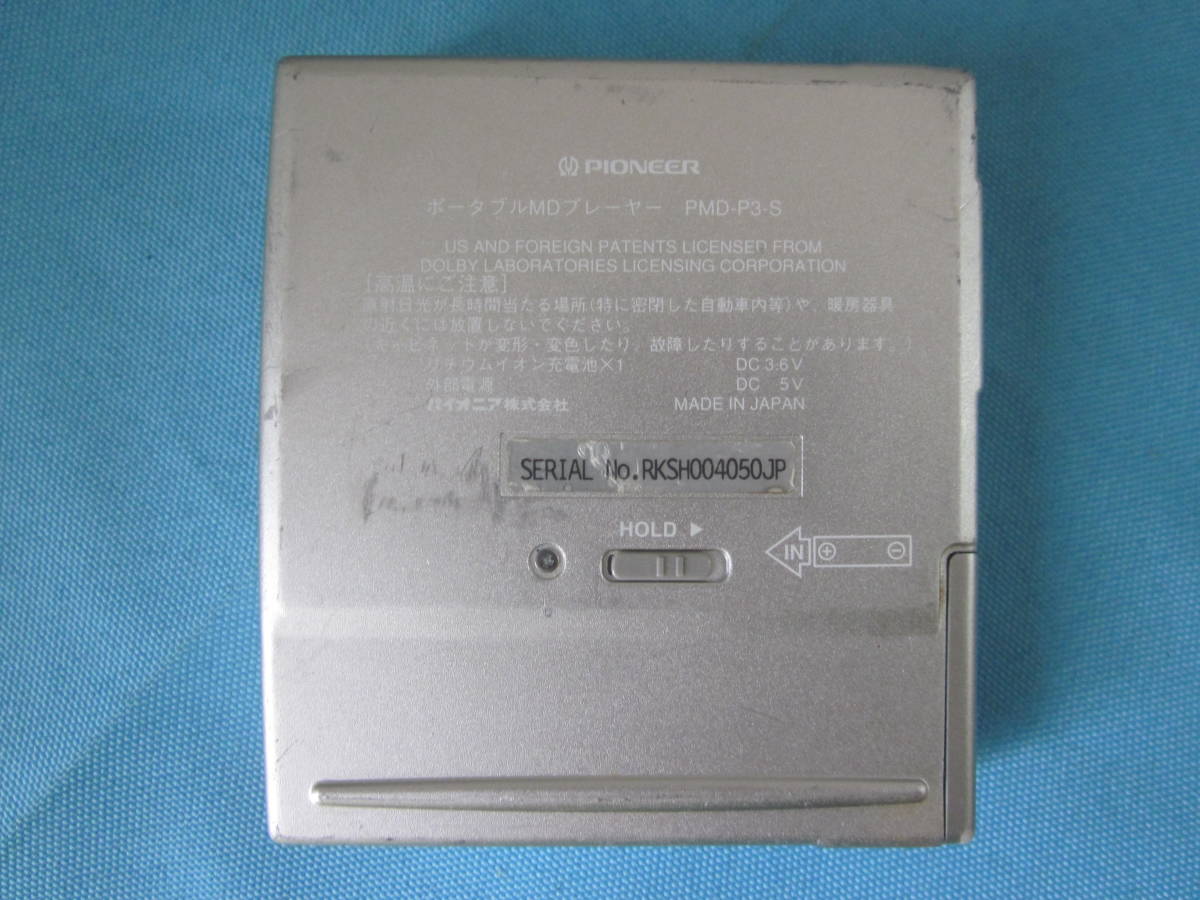 PIONEER
ポータブルMDプレーヤー PMD-P3-S
US AND FOREIGN PATENTS LICENSED FROM
DOLBY LABORATORIES LICENSING CORPORATION
[高温にご注意]
直射日光が長時間当たる場所(特に密閉した自動車内等)や、暖房器具
の近くには放置しないでください。
(キャビネットが変形・変色したり、故障したりすることがあります。)
リチウムイオン充電池×1 DC 3.6V
外部電源 DC 5V
パイオニア株式会社 MADE IN JAPAN
SERIAL No.RKSH004050JP
HOLD ▶
IN ⊕ ⊖